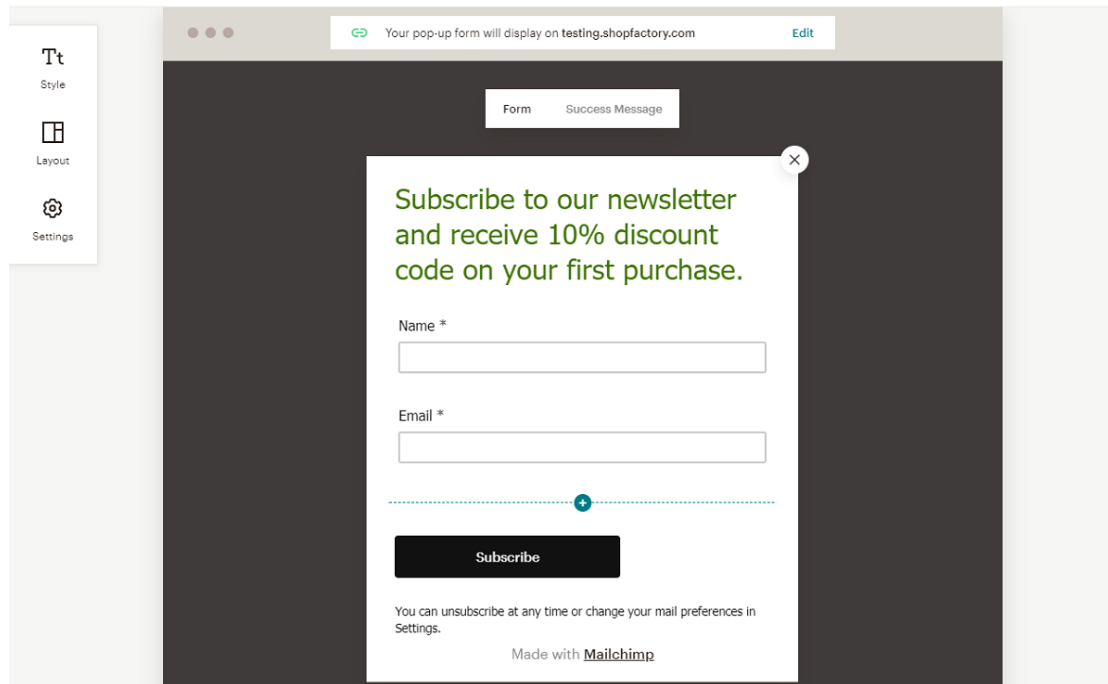 Your pop-up form will display on testing.shopfactory.com Edit
Tt
Style
Layout
Settings
Form Success Message
Subscribe to our newsletter
and receive 10% discount
code on your first purchase.
Name *
Email *
Subscribe
You can unsubscribe at any time or change your mail preferences in
Settings.
Made with Mailchimp